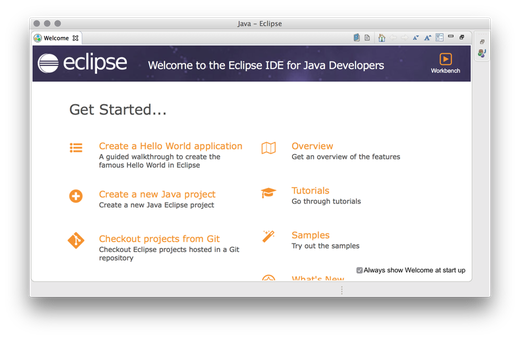 Java – Eclipse
Welcome
eclipse
Welcome to the Eclipse IDE for Java Developers
Workbench
Get Started...
Create a Hello World application
A guided walkthrough to create the
famous Hello World in Eclipse
Overview
Get an overview of the features
Create a new Java project
Create a new Java Eclipse project
Tutorials
Go through tutorials
Checkout projects from Git
Checkout Eclipse projects hosted in a Git
repository
Samples
Try out the samples
What's New
Always show Welcome at start up